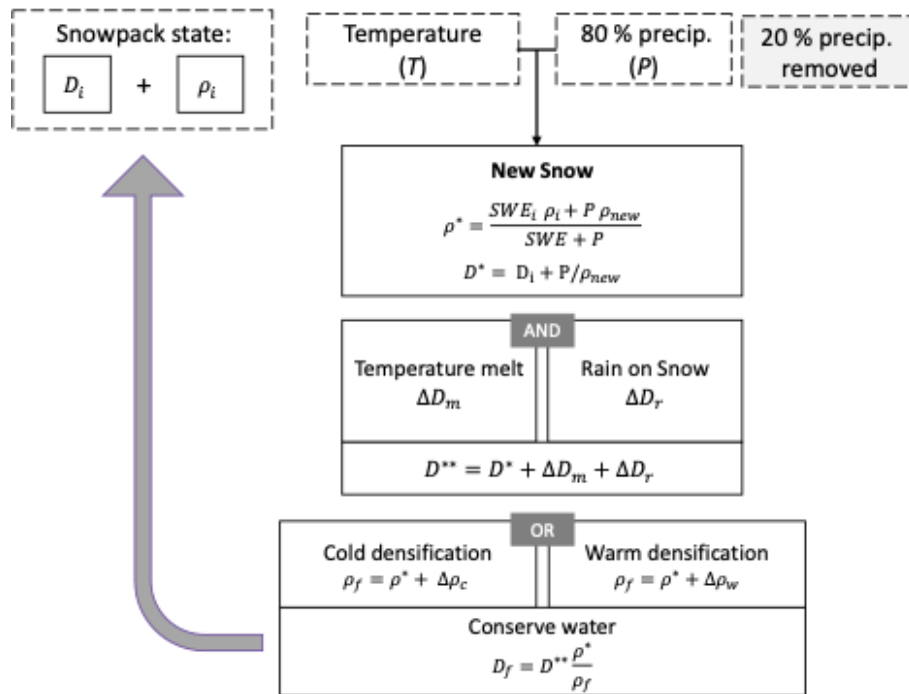 Snowpack state:
D_i + ρ_i
Temperature
(T)
80 % precip.
(P)
20 % precip.
removed
New Snow
ρ* = (SWE_i ρ_i + P ρ_new) / (SWE + P)
D* = D_i + P/ρ_new
AND
Temperature melt
ΔD_m
Rain on Snow
ΔD_r
D** = D* + ΔD_m + ΔD_r
OR
Cold densification
ρ_f = ρ* + Δρ_c
Warm densification
ρ_f = ρ* + Δρ_w
Conserve water
D_f = D** ρ*/ρ_f